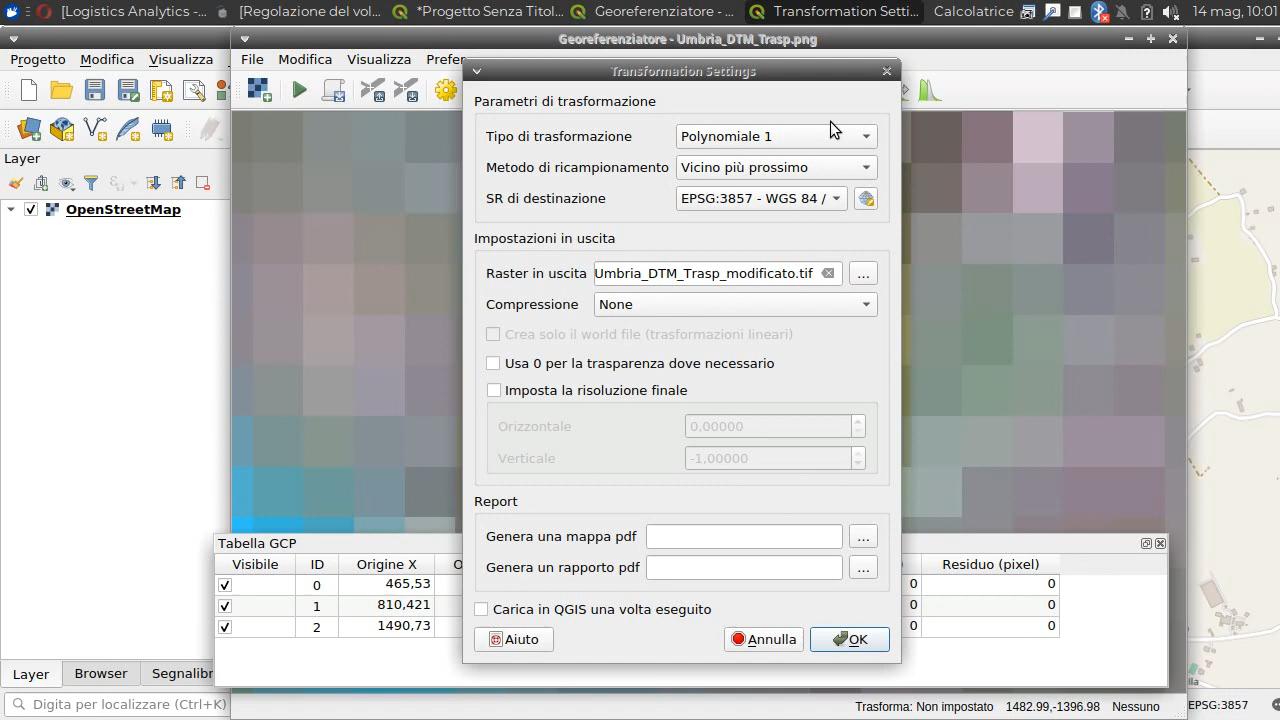 [Logistics Analytics -... [Regolazione del vol... *Progetto Senza Titol... Georeferenziatore - ... Transformation Setti... Calcolatrice 14 mag, 10:01
Georeferenziatore - Umbria_DTM_Trasp.png
Progetto Modifica Visualizza
File Modifica Visualizza Prefer
Transformation Settings
Parametri di trasformazione
Tipo di trasformazione Polynomiale 1
Metodo di ricampionamento Vicino più prossimo
SR di destinazione EPSG:3857 - WGS 84 /
Layer
OpenStreetMap
Impostazioni in uscita
Raster in uscita Umbria_DTM_Trasp_modificato.tif ...
Compressione None
Crea solo il world file (trasformazioni lineari)
Usa 0 per la trasparenza dove necessario
Imposta la risoluzione finale
Orizzontale 0,00000
Verticale -1,00000
Report
Genera una mappa pdf ...
Genera un rapporto pdf ...
Carica in QGIS una volta eseguito
Aiuto Annulla OK
Tabella GCP
Visibile ID Origine X O Residuo (pixel)
0 465,53 0 0
1 810,421 0 0
2 1490,73 0 0
Layer Browser Segnalibr
Digita per localizzare (Ctrl+K) Trasforma: Non impostato 1482.99,-1396.98 Nessuno EPSG:3857